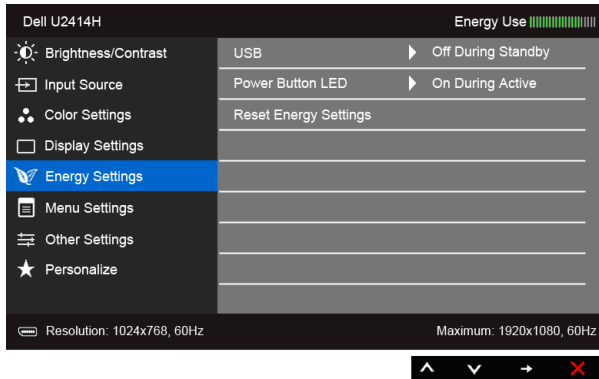 Dell U2414H Energy Use
Brightness/Contrast USB Off During Standby
Input Source Power Button LED On During Active
Color Settings Reset Energy Settings
Display Settings
Energy Settings
Menu Settings
Other Settings
Personalize
Resolution: 1024x768, 60Hz Maximum: 1920x1080, 60Hz